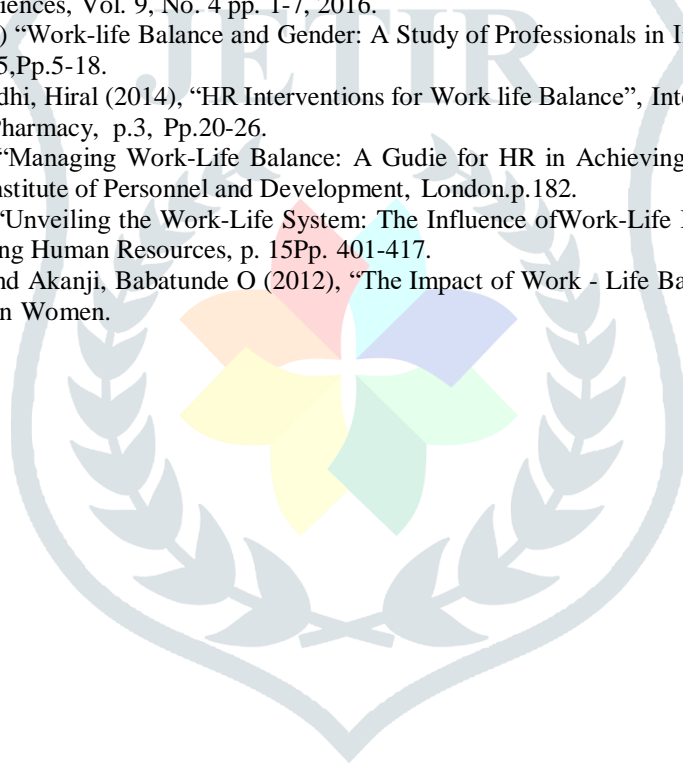 iences, Vol. 9, No. 4 pp. 1-7, 2016.
) “Work-life Balance and Gender: A Study of Professionals in I
5,Pp.5-18.
JETIR
dhi, Hiral (2014), “HR Interventions for Work life Balance”, Int
Pharmacy, p.3, Pp.20-26.
“Managing Work-Life Balance: A Gudie for HR in Achieving
nstitute of Personnel and Development, London.p.182.
“Unveiling the Work-Life System: The Influence ofWork-Life
ng Human Resources, p. 15Pp. 401-417.
nd Akanji, Babatunde O (2012), “The Impact of Work - Life Ba
n Women.